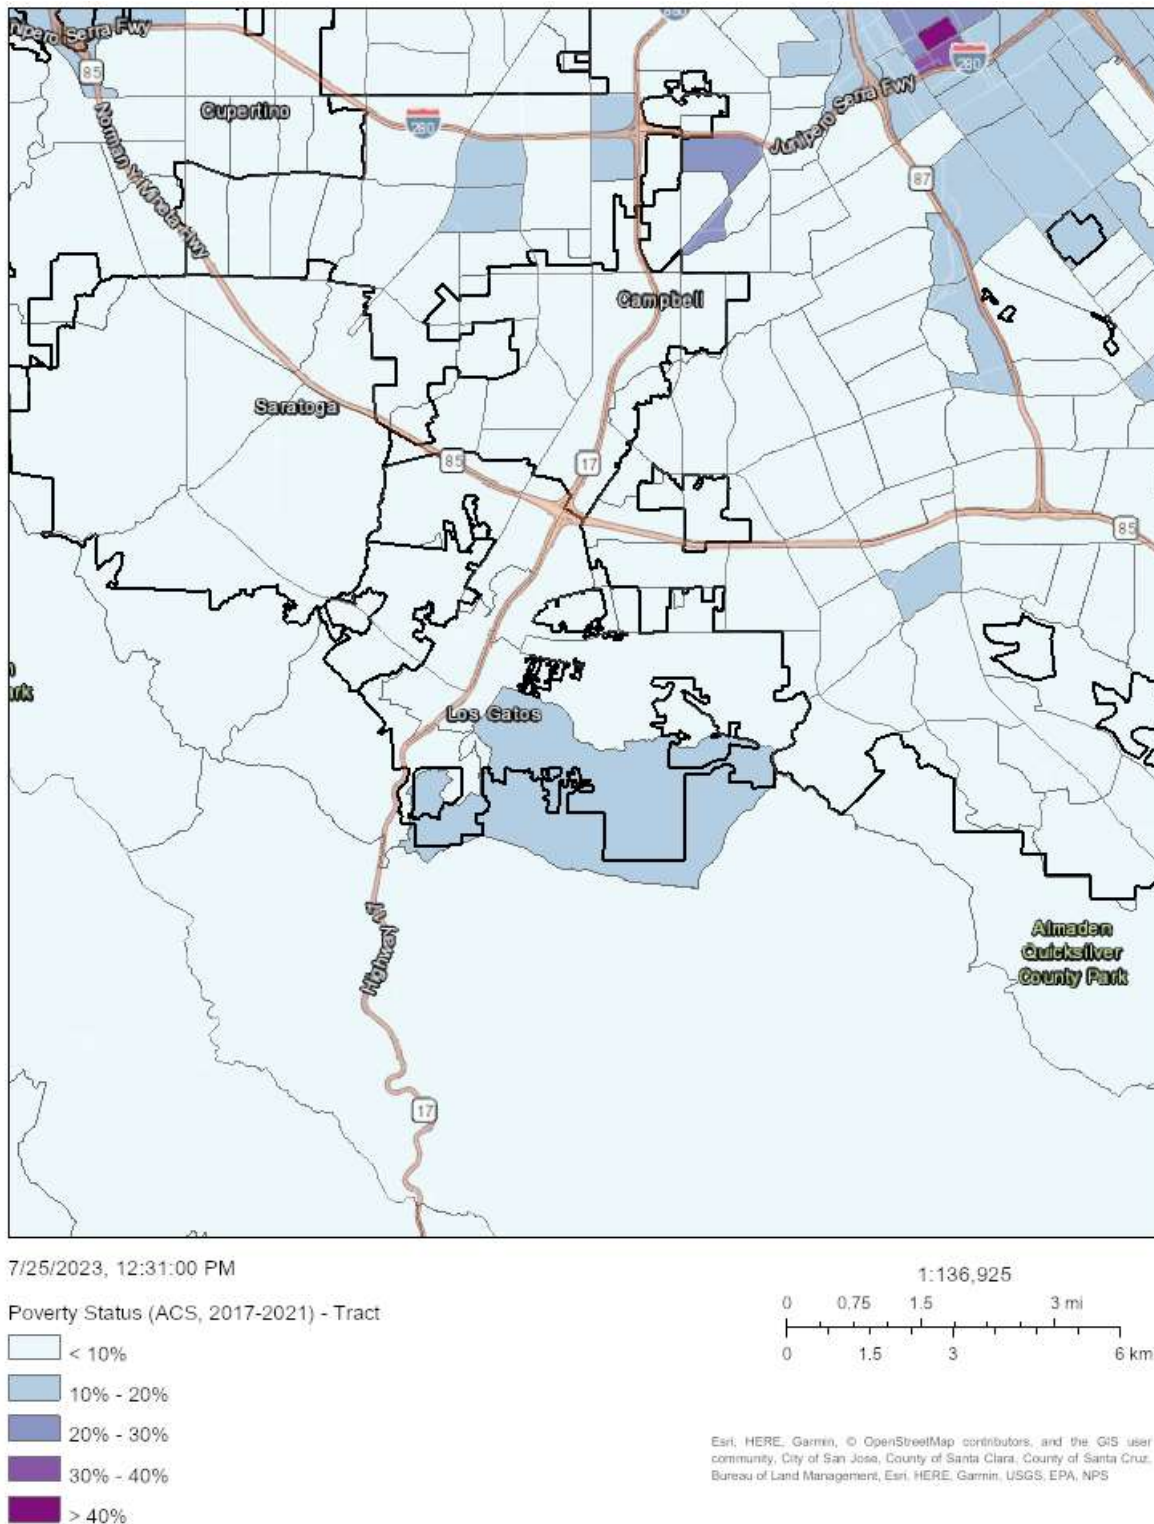 nipero Serra Fwy
85
Cupertino
280
280
Junipero Serra Fwy
Norman Y Mineta Hwy
87
Campbell
Saratoga
85
17
85
ark
Los Gatos
Highway 17
Almaden
Quicksilver
County Park
17
7/25/2023, 12:31:00 PM
1:136,925
Poverty Status (ACS, 2017-2021) - Tract
0 0.75 1.5 3 mi
0 1.5 3 6 km
< 10%
10% - 20%
20% - 30%
30% - 40%
> 40%
Esri, HERE, Garmin, © OpenStreetMap contributors, and the GIS user
community, City of San Jose, County of Santa Clara, County of Santa Cruz,
Bureau of Land Management, Esri, HERE, Garmin, USGS, EPA, NPS